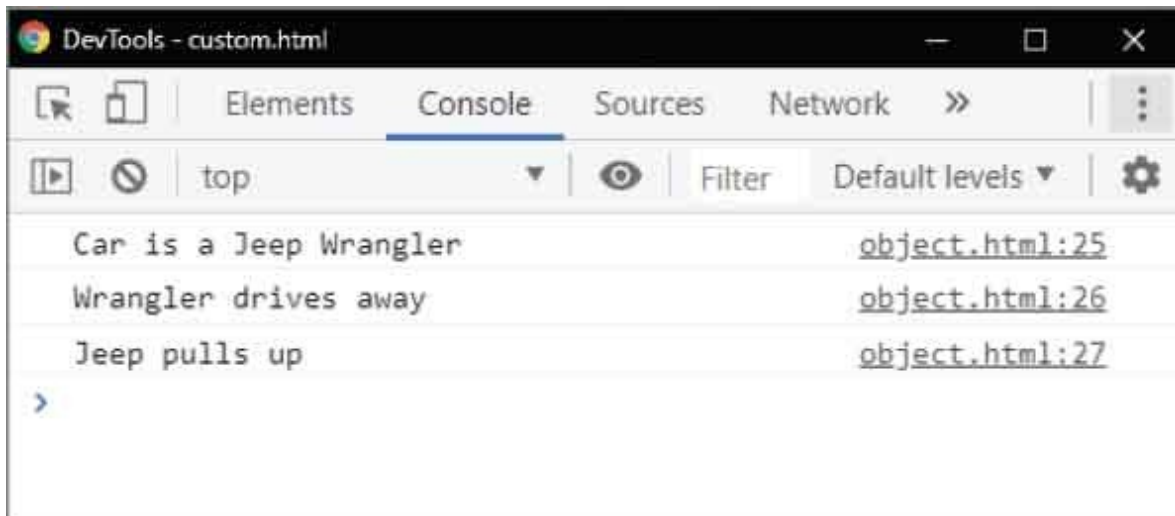 DevTools - custom.html
Elements Console Sources Network »
top Filter Default levels
Car is a Jeep Wrangler object.html:25
Wrangler drives away object.html:26
Jeep pulls up object.html:27